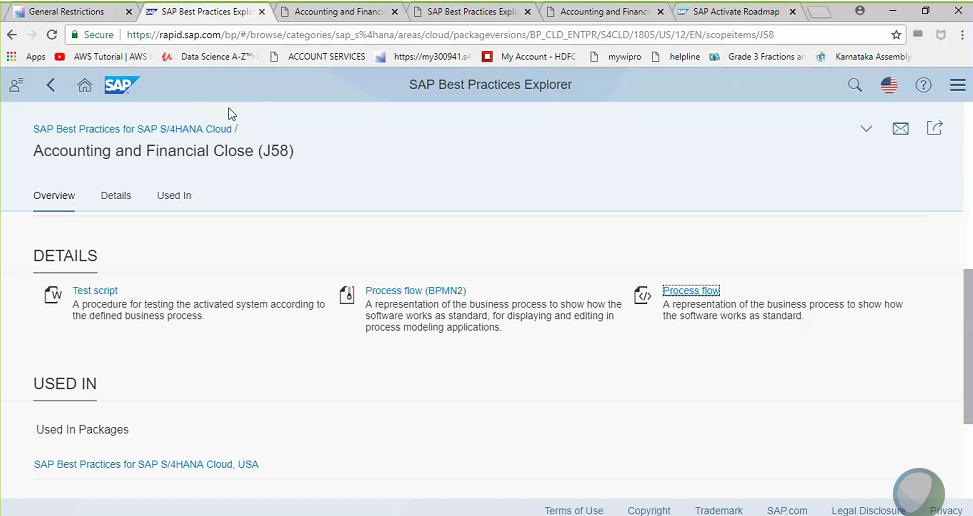 General Restrictions
SAP Best Practices Explo
Accounting and Financi
SAP Best Practices Explo
Accounting and Financi
SAP Activate Roadmap
Secure
https://rapid.sap.com/bp/#/browse/categories/sap_s%4hana/areas/cloud/packageversions/BP_CLD_ENTPR/S4CLD/1805/US/12/EN/scopeitems/J58
Apps
AWS Tutorial | AWS
Data Science A-Z™:
ACCOUNT SERVICES
https://my300941.s4
My Account - HDFC
mywipro
helpline
Grade 3 Fractions an
Karnataka Assembly
SAP
SAP Best Practices Explorer
SAP Best Practices for SAP S/4HANA Cloud /
Accounting and Financial Close (J58)
Overview
Details
Used In
DETAILS
Test script
A procedure for testing the activated system according to
the defined business process.
Process flow (BPMN2)
A representation of the business process to show how the
software works as standard, for displaying and editing in
process modeling applications.
Process flow
A representation of the business process to show how
the software works as standard.
USED IN
Used In Packages
SAP Best Practices for SAP S/4HANA Cloud, USA
Terms of Use
Copyright
Trademark
SAP.com
Legal Disclosure
Privacy